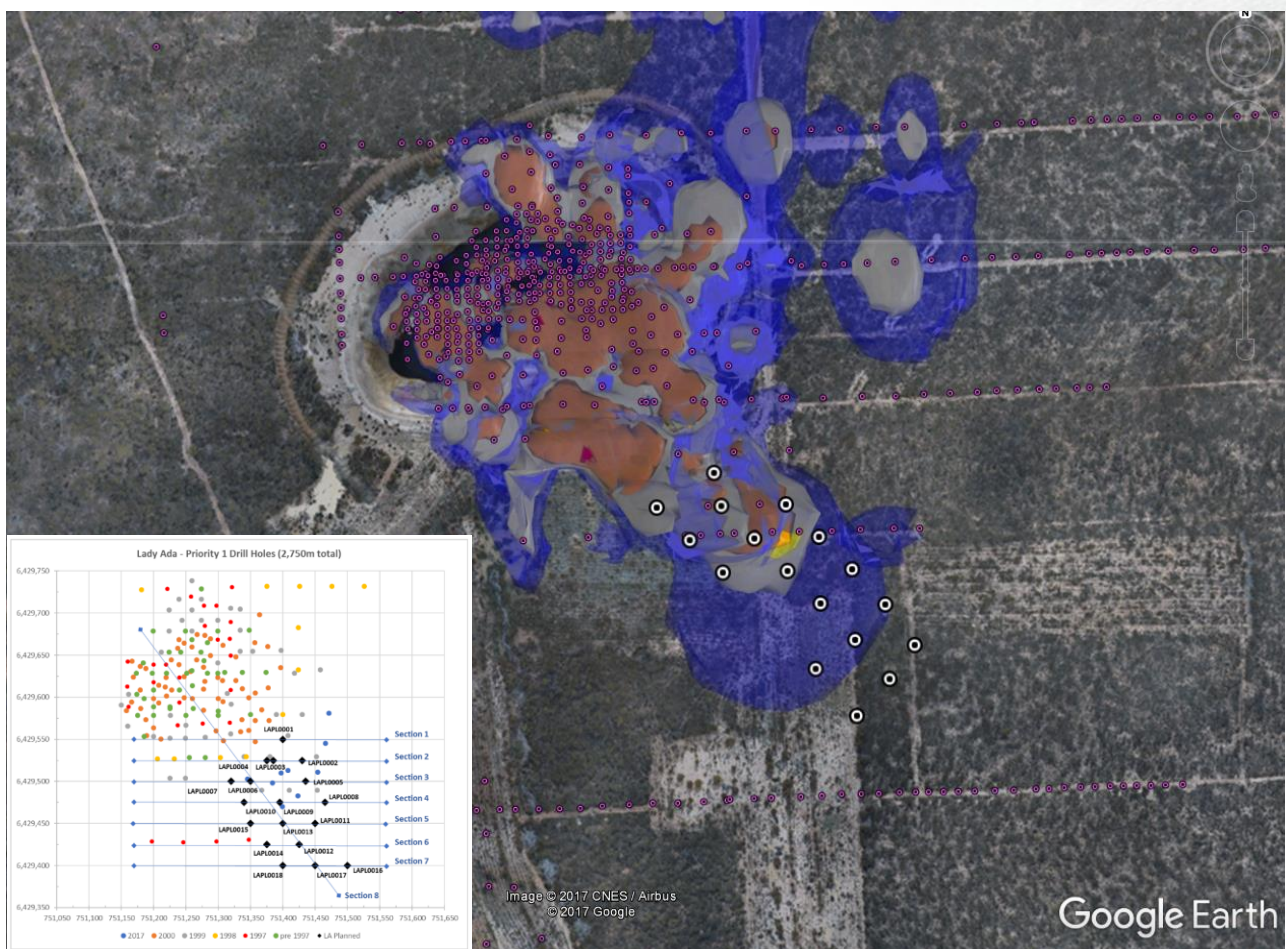 N
Lady Ada - Priority 1 Drill Holes (2,750m total)
6,429,750
6,429,700
6,429,650
6,429,600
6,429,550
6,429,500
6,429,450
6,429,400
6,429,350
LAPL0001
Section 1
LAPL0004 LAPL0003 LAPL0002
Section 2
LAPL0007 LAPL0006 LAPL0005
Section 3
LAPL0008
Section 4
LAPL0010 LAPL0009
LAPL0011
Section 5
LAPL0015 LAPL0013
Section 6
LAPL0014 LAPL0012
Section 7
LAPL0018 LAPL0017 LAPL0016
Section 8
751,050 751,100 751,150 751,200 751,250 751,300 751,350 751,400 751,450 751,500 751,550 751,600 751,650
2017 2000 1999 1998 1997 pre 1997 LA Planned
Image © 2017 CNES / Airbus
© 2017 Google
Google Earth